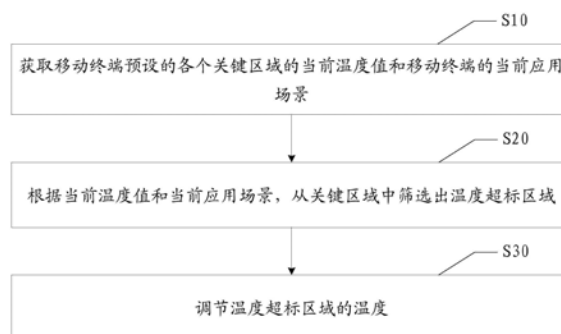 S10
获取移动终端预设的各个关键区域的当前温度值和移动终端的当前应用
场景
S20
根据当前温度值和当前应用场景，从关键区域中筛选出温度超标区域
S30
调节温度超标区域的温度